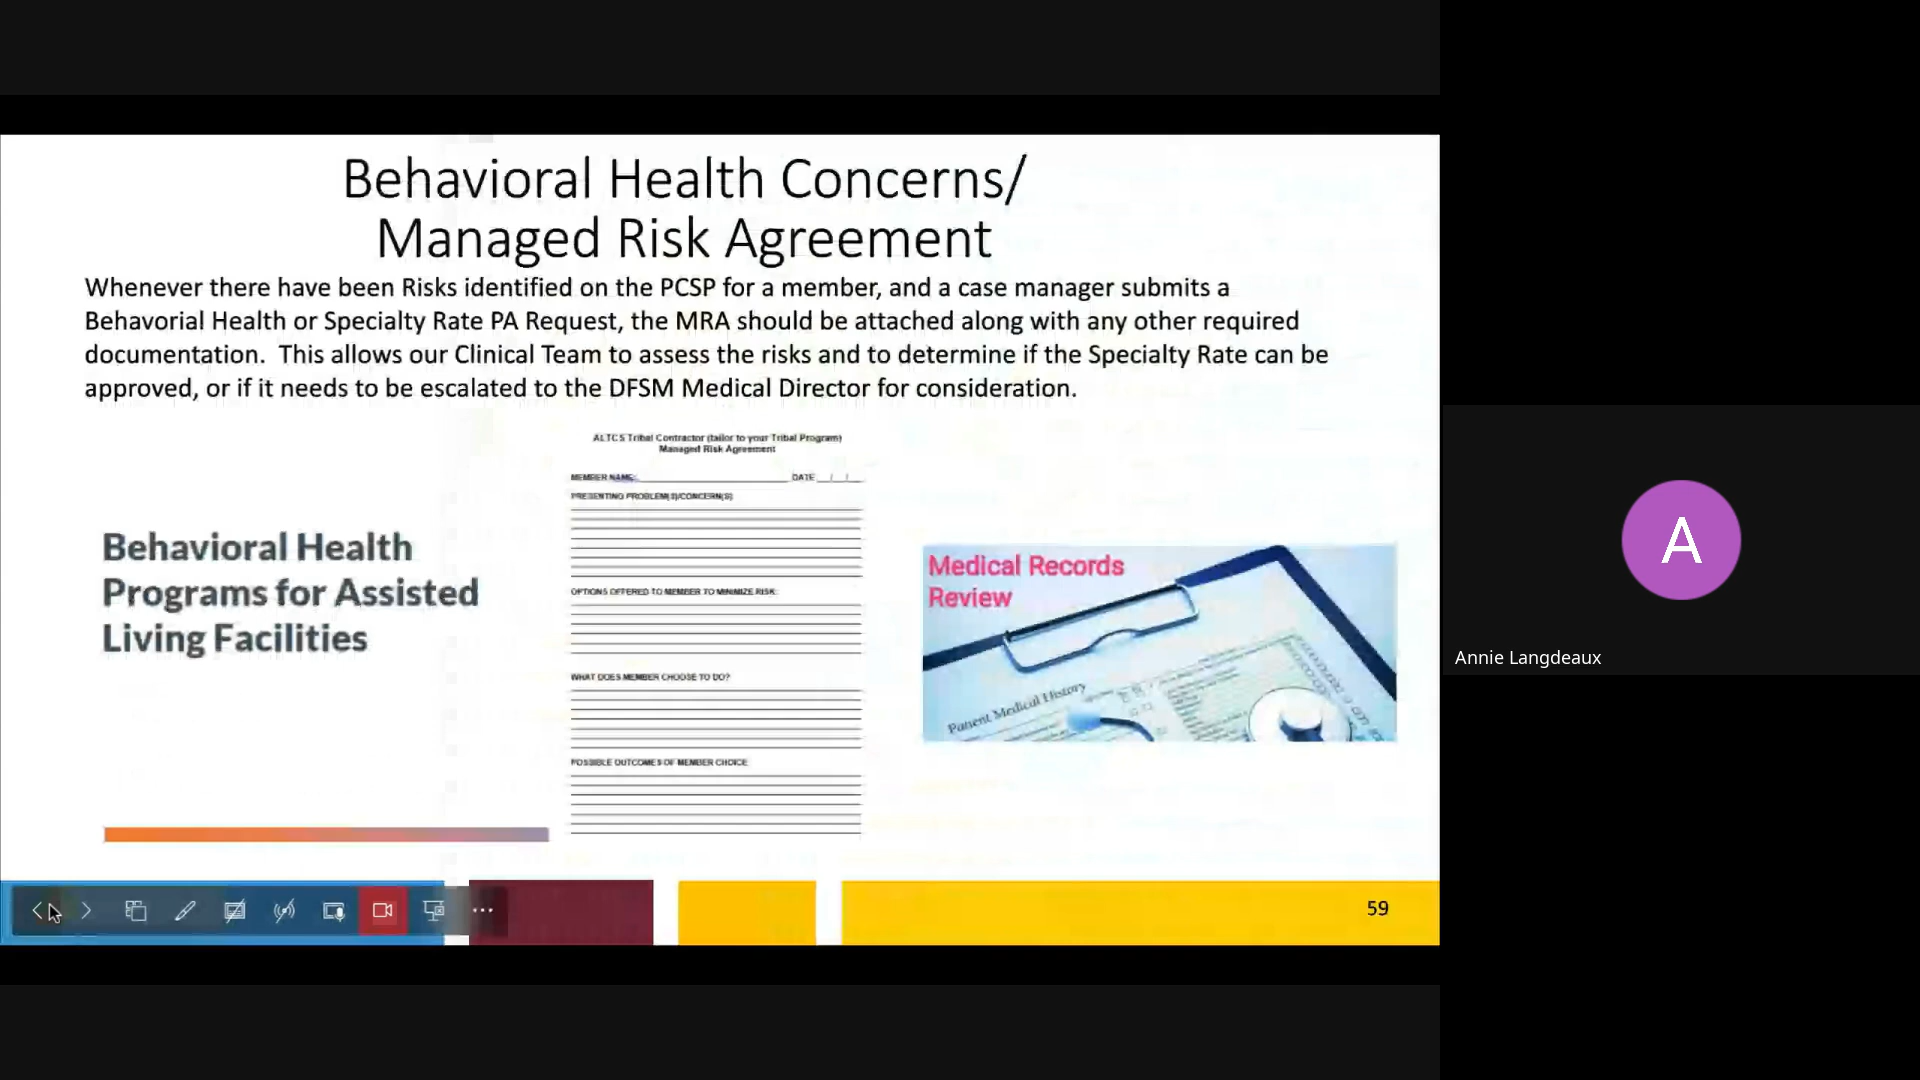 Behavioral Health Concerns/
Managed Risk Agreement
Whenever there have been Risks identified on the PCSP for a member, and a case manager submits a
Behavorial Health or Specialty Rate PA Request, the MRA should be attached along with any other required
documentation.  This allows our Clinical Team to assess the risks and to determine if the Specialty Rate can be
approved, or if it needs to be escalated to the DFSM Medical Director for consideration.
ALTCS Tribal Contractor (tailor to your Tribal Program)
Managed Risk Agreement
MEMBER NAME: DATE / /
PRESENTING PROBLEM(S)/CONCERN(S)
OPTIONS OFFERED TO MEMBER TO MINIMIZE RISK:
WHAT DOES MEMBER CHOOSE TO DO?
POSSIBLE OUTCOMES OF MEMBER CHOICE
Behavioral Health
Programs for Assisted
Living Facilities
Medical Records
Review
Patient Medical History
59
A
Annie Langdeaux